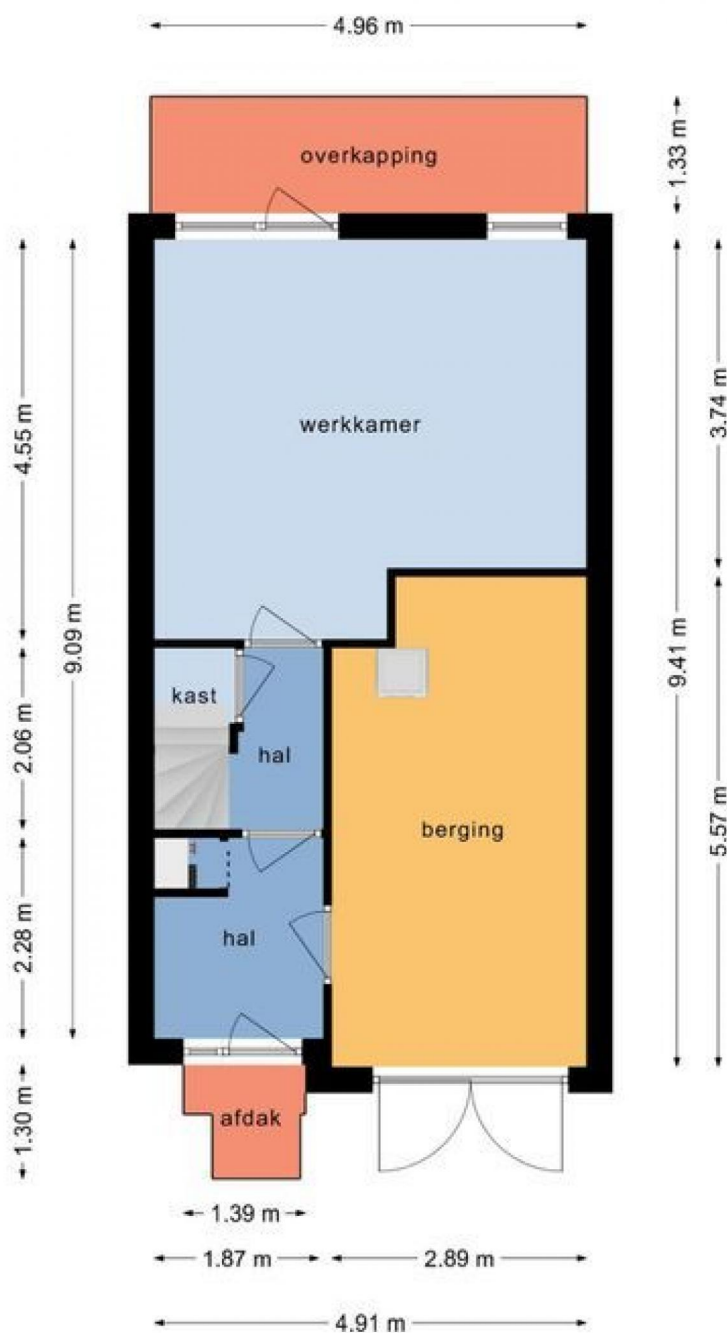 4.96 m
overkapping
1.33 m
werkkamer
4.55 m
9.09 m
3.74 m
9.41 m
kast
2.06 m
hal
berging
5.57 m
hal
2.28 m
afdak
1.30 m
1.39 m
1.87 m
2.89 m
4.91 m